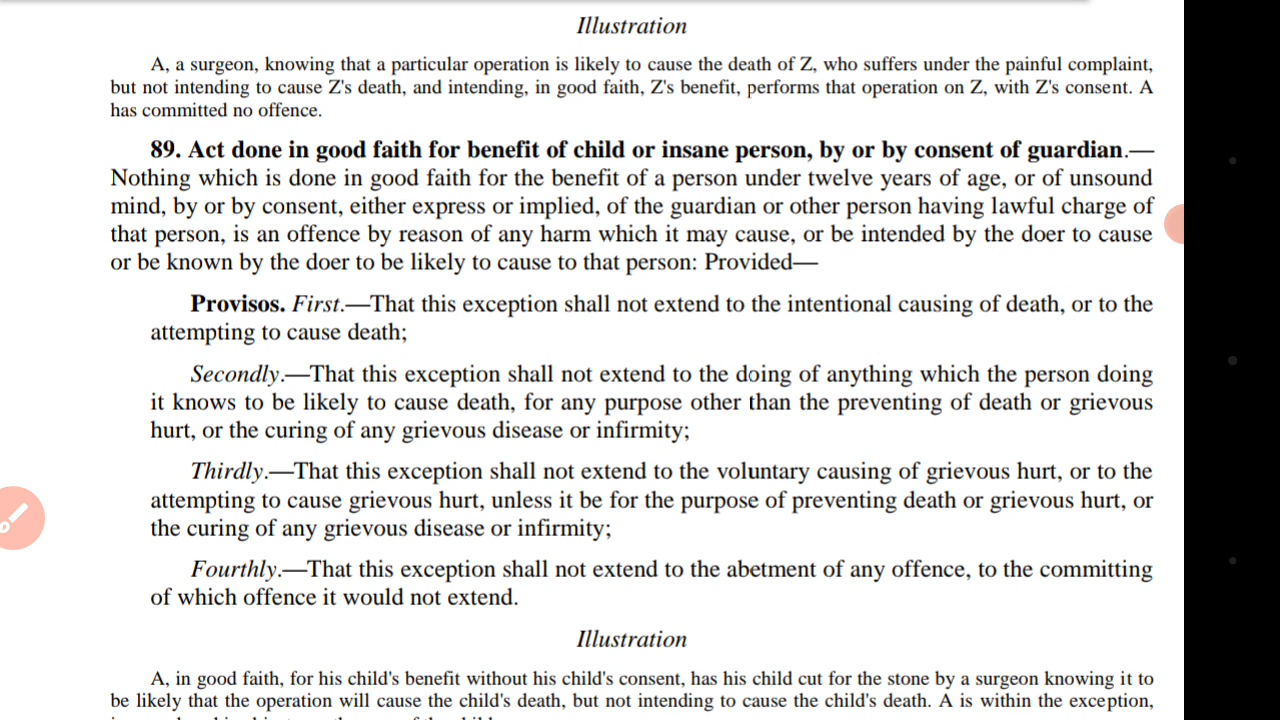 Illustration
A, a surgeon, knowing that a particular operation is likely to cause the death of Z, who suffers under the painful complaint,
but not intending to cause Z's death, and intending, in good faith, Z's benefit, performs that operation on Z, with Z's consent. A
has committed no offence.
89. Act done in good faith for benefit of child or insane person, by or by consent of guardian.—
Nothing which is done in good faith for the benefit of a person under twelve years of age, or of unsound
mind, by or by consent, either express or implied, of the guardian or other person having lawful charge of
that person, is an offence by reason of any harm which it may cause, or be intended by the doer to cause
or be known by the doer to be likely to cause to that person: Provided—
Provisos. First.—That this exception shall not extend to the intentional causing of death, or to the
attempting to cause death;
Secondly.—That this exception shall not extend to the doing of anything which the person doing
it knows to be likely to cause death, for any purpose other than the preventing of death or grievous
hurt, or the curing of any grievous disease or infirmity;
Thirdly.—That this exception shall not extend to the voluntary causing of grievous hurt, or to the
attempting to cause grievous hurt, unless it be for the purpose of preventing death or grievous hurt, or
the curing of any grievous disease or infirmity;
Fourthly.—That this exception shall not extend to the abetment of any offence, to the committing
of which offence it would not extend.
Illustration
A, in good faith, for his child's benefit without his child's consent, has his child cut for the stone by a surgeon knowing it to
be likely that the operation will cause the child's death, but not intending to cause the child's death. A is within the exception,